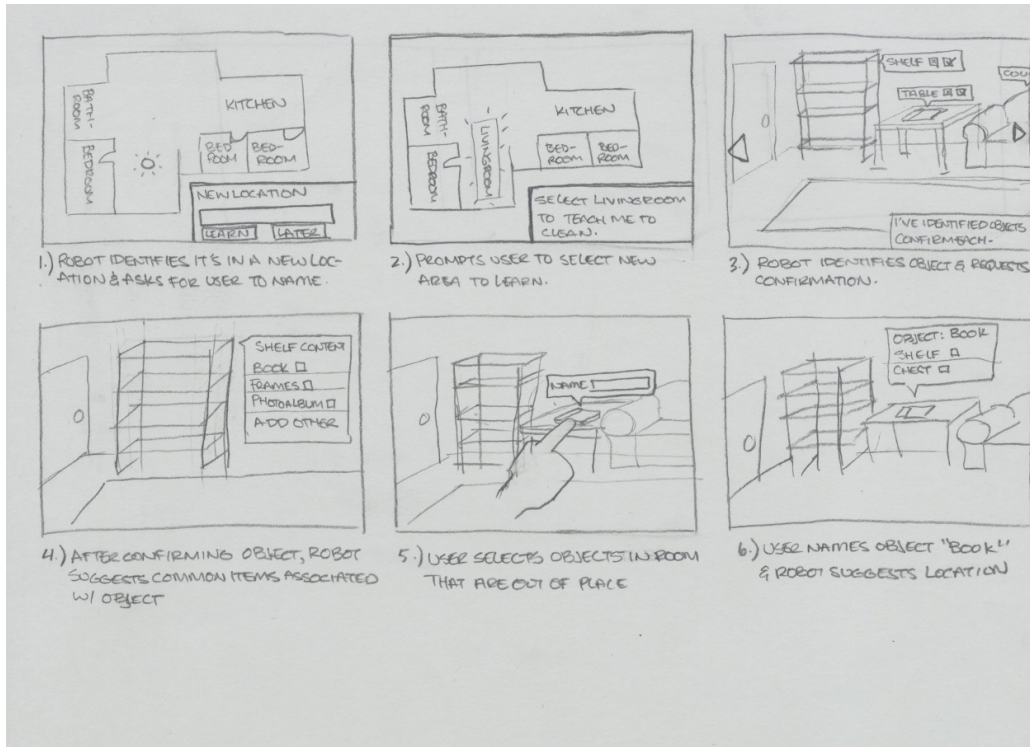 BATH-
ROOM
BEDROOM
KITCHEN
BED
ROOM
BED-
ROOM
NEW LOCATION
LEARN
LATER
1.) ROBOT IDENTIFIES IT'S IN A NEW LOC-
ATION & ASKS FOR USER TO NAME.
BATH-
ROOM
BEDROOM
LIVINGROOM
KITCHEN
BED-
ROOM
BED-
ROOM
SELECT LIVINGROOM
TO TEACH ME TO
CLEAN.
2.) PROMPTS USER TO SELECT NEW
AREA TO LEARN.
SHELF
TABLE
COU
I'VE IDENTIFIED OBJECTS
CONFIRM EACH.
3.) ROBOT IDENTIFIES OBJECT & REQUESTS
CONFIRMATION.
SHELF CONTENT
BOOK
FRAMES
PHOTOALBUM
ADD OTHER
4.) AFTER CONFIRMING OBJECT, ROBOT
SUGGESTS COMMON ITEMS ASSOCIATED
W/ OBJECT
NAME:
5.) USER SELECTS OBJECTS IN ROOM
THAT ARE OUT OF PLACE
OBJECT: BOOK
SHELF
CHEST
6.) USER NAMES OBJECT "BOOK"
& ROBOT SUGGESTS LOCATION